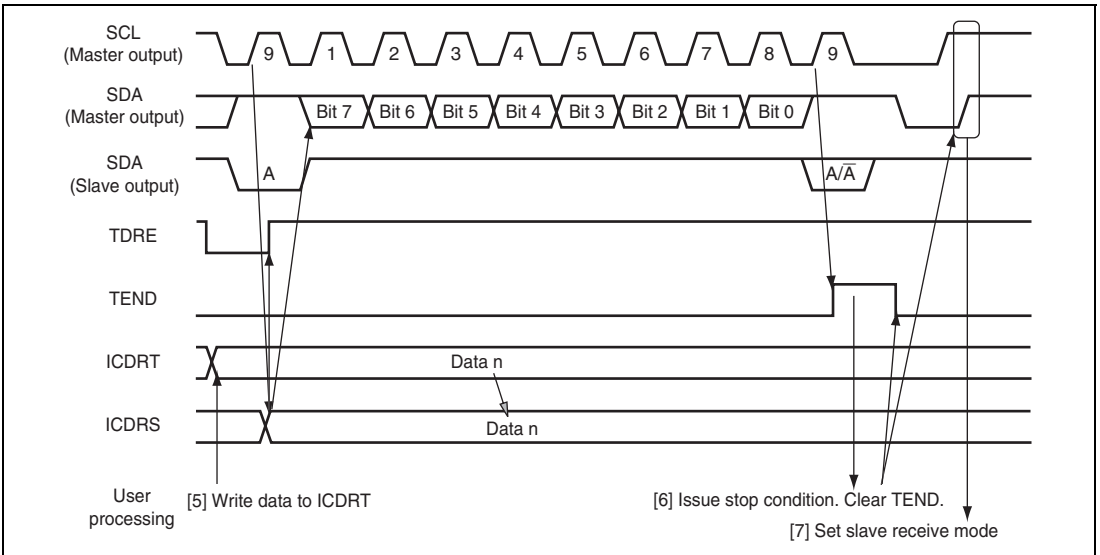 SCL
(Master output)
9 1 2 3 4 5 6 7 8 9
SDA
(Master output)
Bit 7 Bit 6 Bit 5 Bit 4 Bit 3 Bit 2 Bit 1 Bit 0
SDA
(Slave output)
A A/A̅
TDRE
TEND
ICDRT
Data n
ICDRS
Data n
User
processing
[5] Write data to ICDRT
[6] Issue stop condition. Clear TEND.
[7] Set slave receive mode